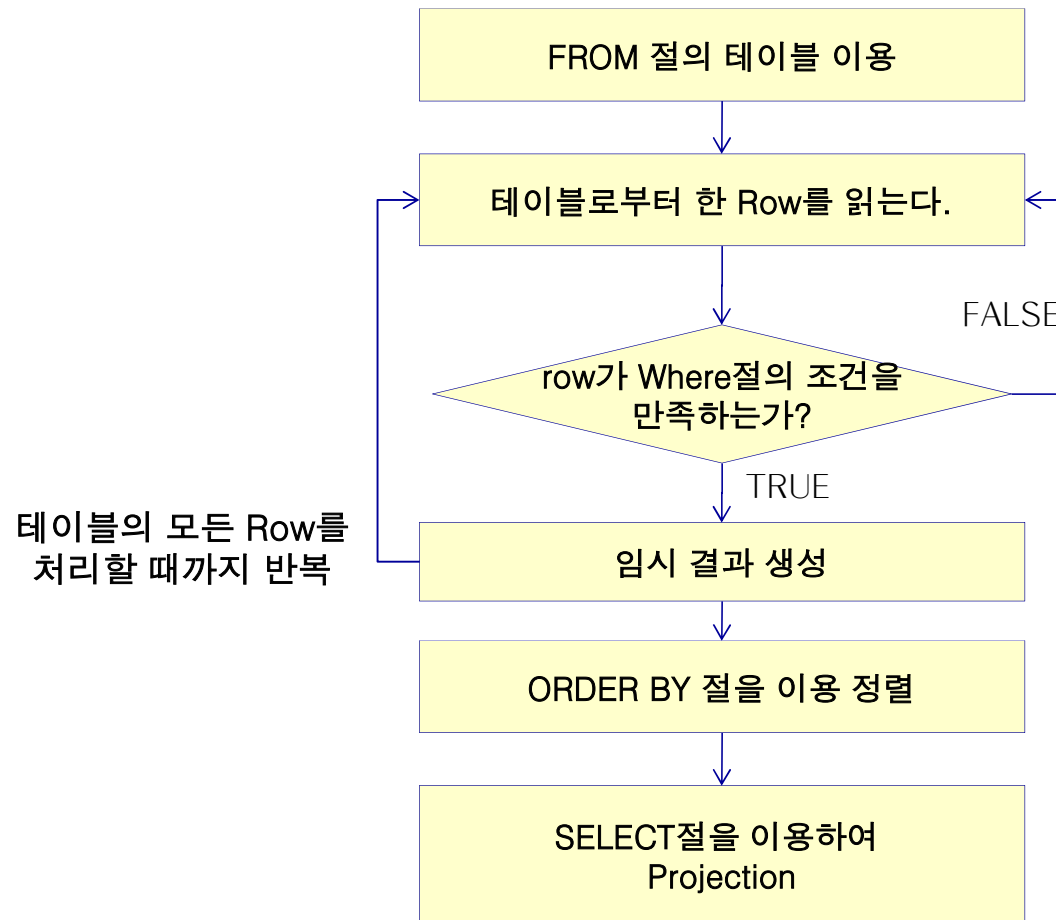 FROM 절의 테이블 이용
테이블로부터 한 Row를 읽는다.
FALSE
row가 Where절의 조건을
만족하는가?
TRUE
테이블의 모든 Row를
처리할 때까지 반복
임시 결과 생성
ORDER BY 절을 이용 정렬
SELECT절을 이용하여
Projection